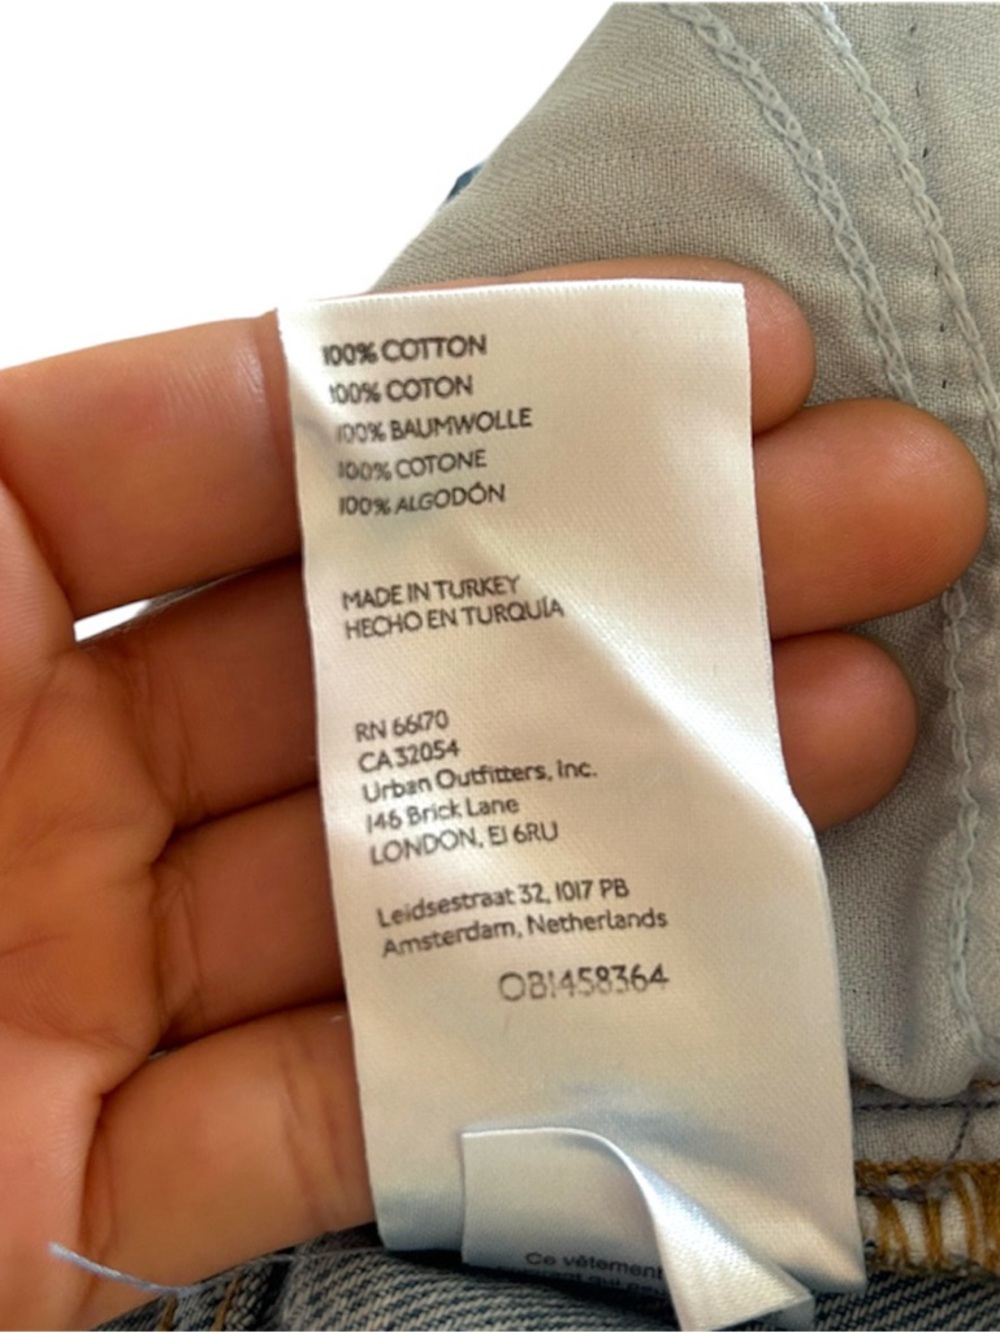 100% COTTON
100% COTON
100% BAUMWOLLE
100% COTONE
100% ALGODÓN
MADE IN TURKEY
HECHO EN TURQUÍA
RN 66170
CA 32054
Urban Outfitters, Inc.
146 Brick Lane
LONDON, E1 6RU
Leidsestraat 32, 1017 PB
Amsterdam, Netherlands
OB1458364
Ce vêtement